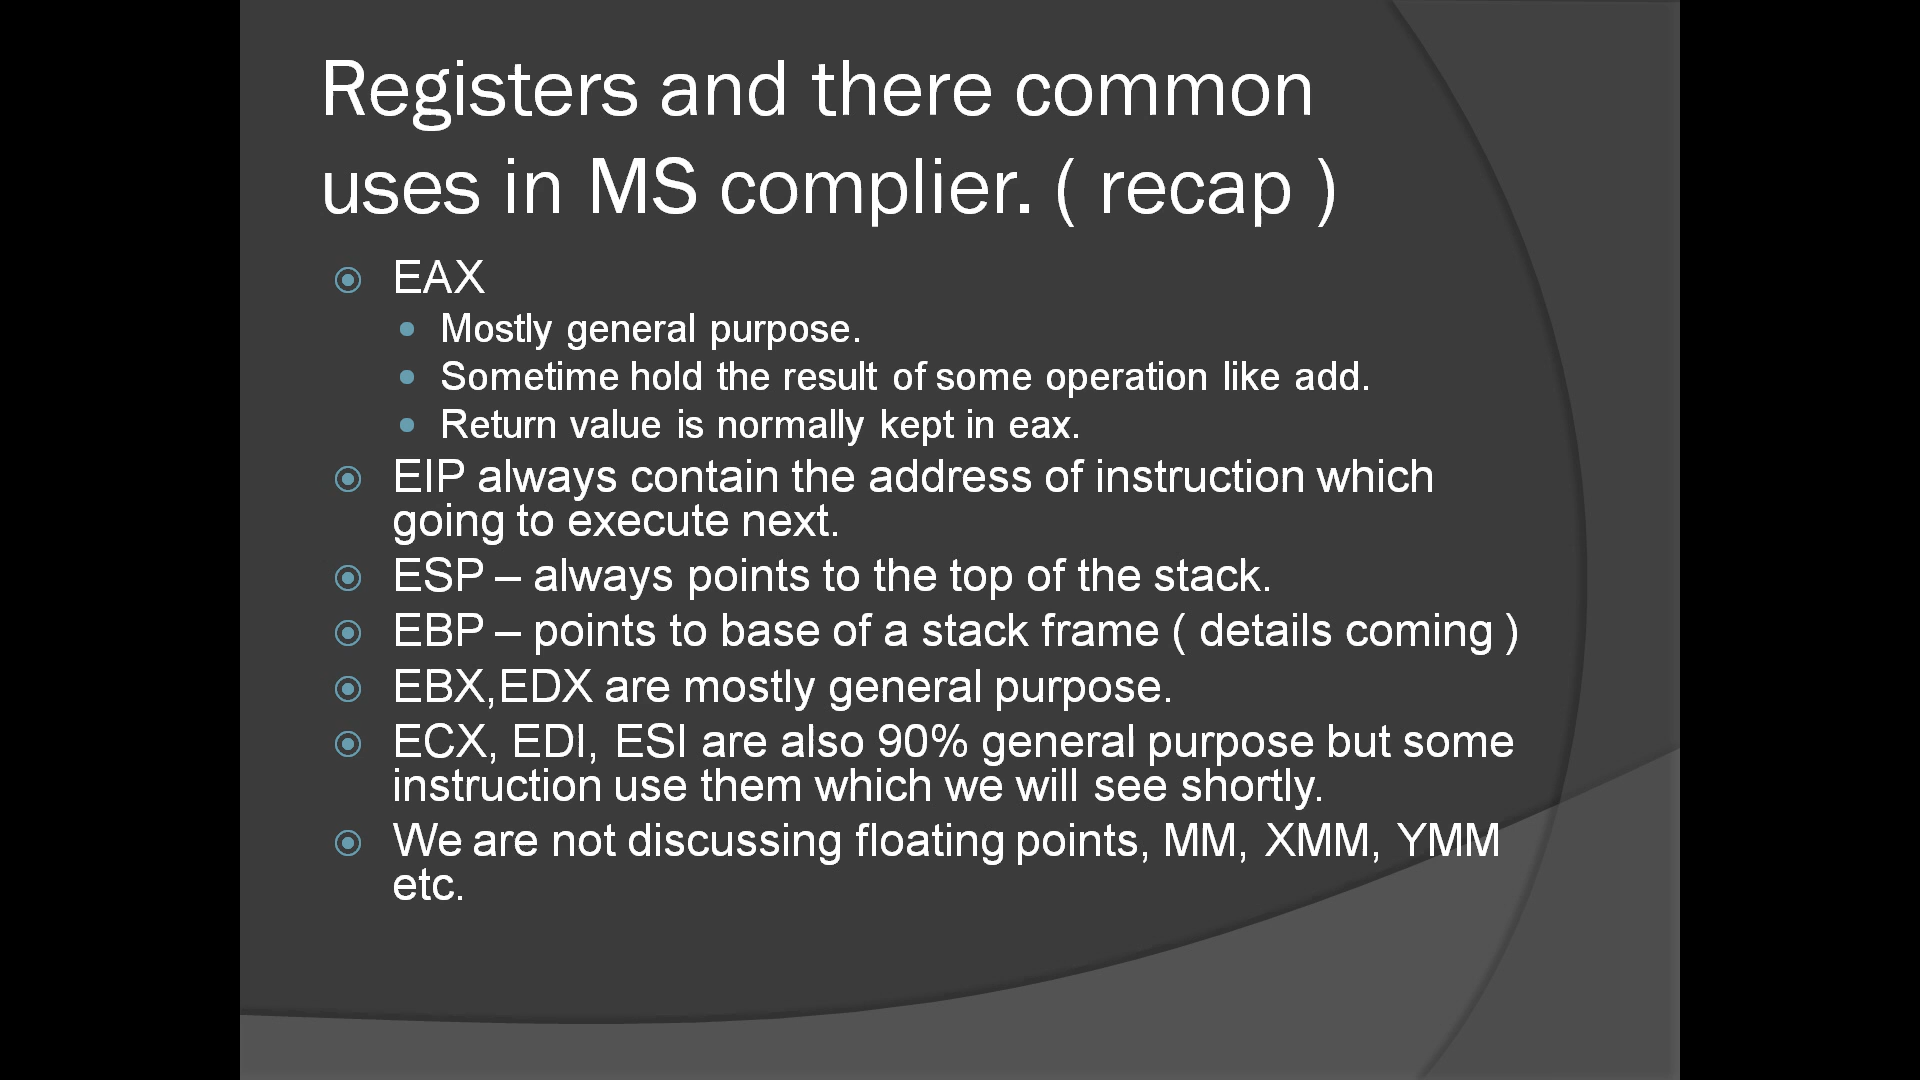 Registers and there common
uses in MS complier. ( recap )
EAX
Mostly general purpose.
Sometime hold the result of some operation like add.
Return value is normally kept in eax.
EIP always contain the address of instruction which
going to execute next.
ESP – always points to the top of the stack.
EBP – points to base of a stack frame ( details coming )
EBX,EDX are mostly general purpose.
ECX, EDI, ESI are also 90% general purpose but some
instruction use them which we will see shortly.
We are not discussing floating points, MM, XMM, YMM
etc.